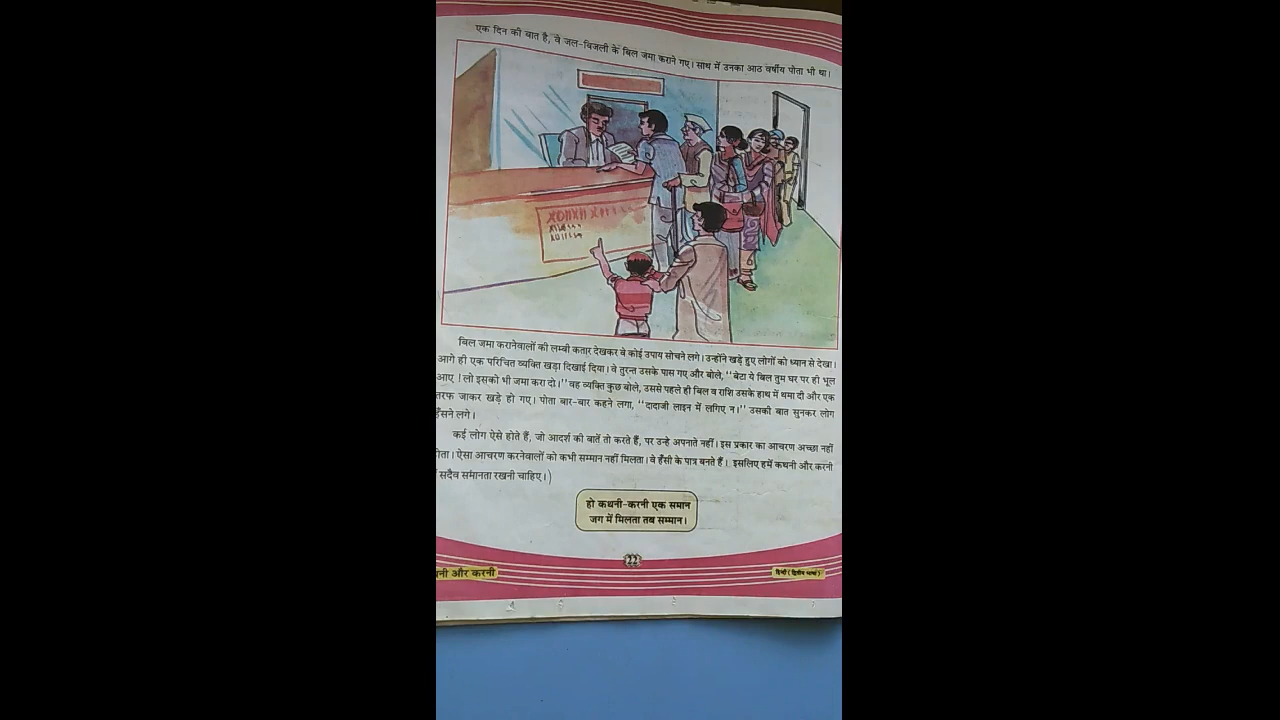 एक दिन की बात है, वे जल-बिजली के बिल जमा कराने गए। साथ में उनका आठ वर्षीय पोता भी था।
बिल जमा करानेवालों की लम्बी कतार देखकर वे कोई उपाय सोचने लगे। उन्होंने खड़े हुए लोगों को ध्यान से देखा।
आगे ही एक परिचित व्यक्ति खड़ा दिखाई दिया। वे तुरन्त उसके पास गए और बोले, "बेटा ये बिल तुम घर पर ही भूल
आए ! लो इसको भी जमा करा दो।" वह व्यक्ति कुछ बोले, उससे पहले ही बिल व राशि उसके हाथ में थमा दी और एक
तरफ जाकर खड़े हो गए। पोता बार-बार कहने लगा, "दादाजी लाइन में लगिए न।" उसकी बात सुनकर लोग
हँसने लगे।
कई लोग ऐसे होते हैं, जो आदर्श की बातें तो करते हैं, पर उन्हे अपनाते नहीं। इस प्रकार का आचरण अच्छा नहीं
होता। ऐसा आचरण करनेवालों को कभी सम्मान नहीं मिलता। वे हँसी के पात्र बनते हैं। इसलिए हमें कथनी और करनी
सदैव समानता रखनी चाहिए।)
हो कथनी-करनी एक समान
जग में मिलता तब सम्मान।
22
नी और करनी
हिन्दी (द्वितीय भाषा)